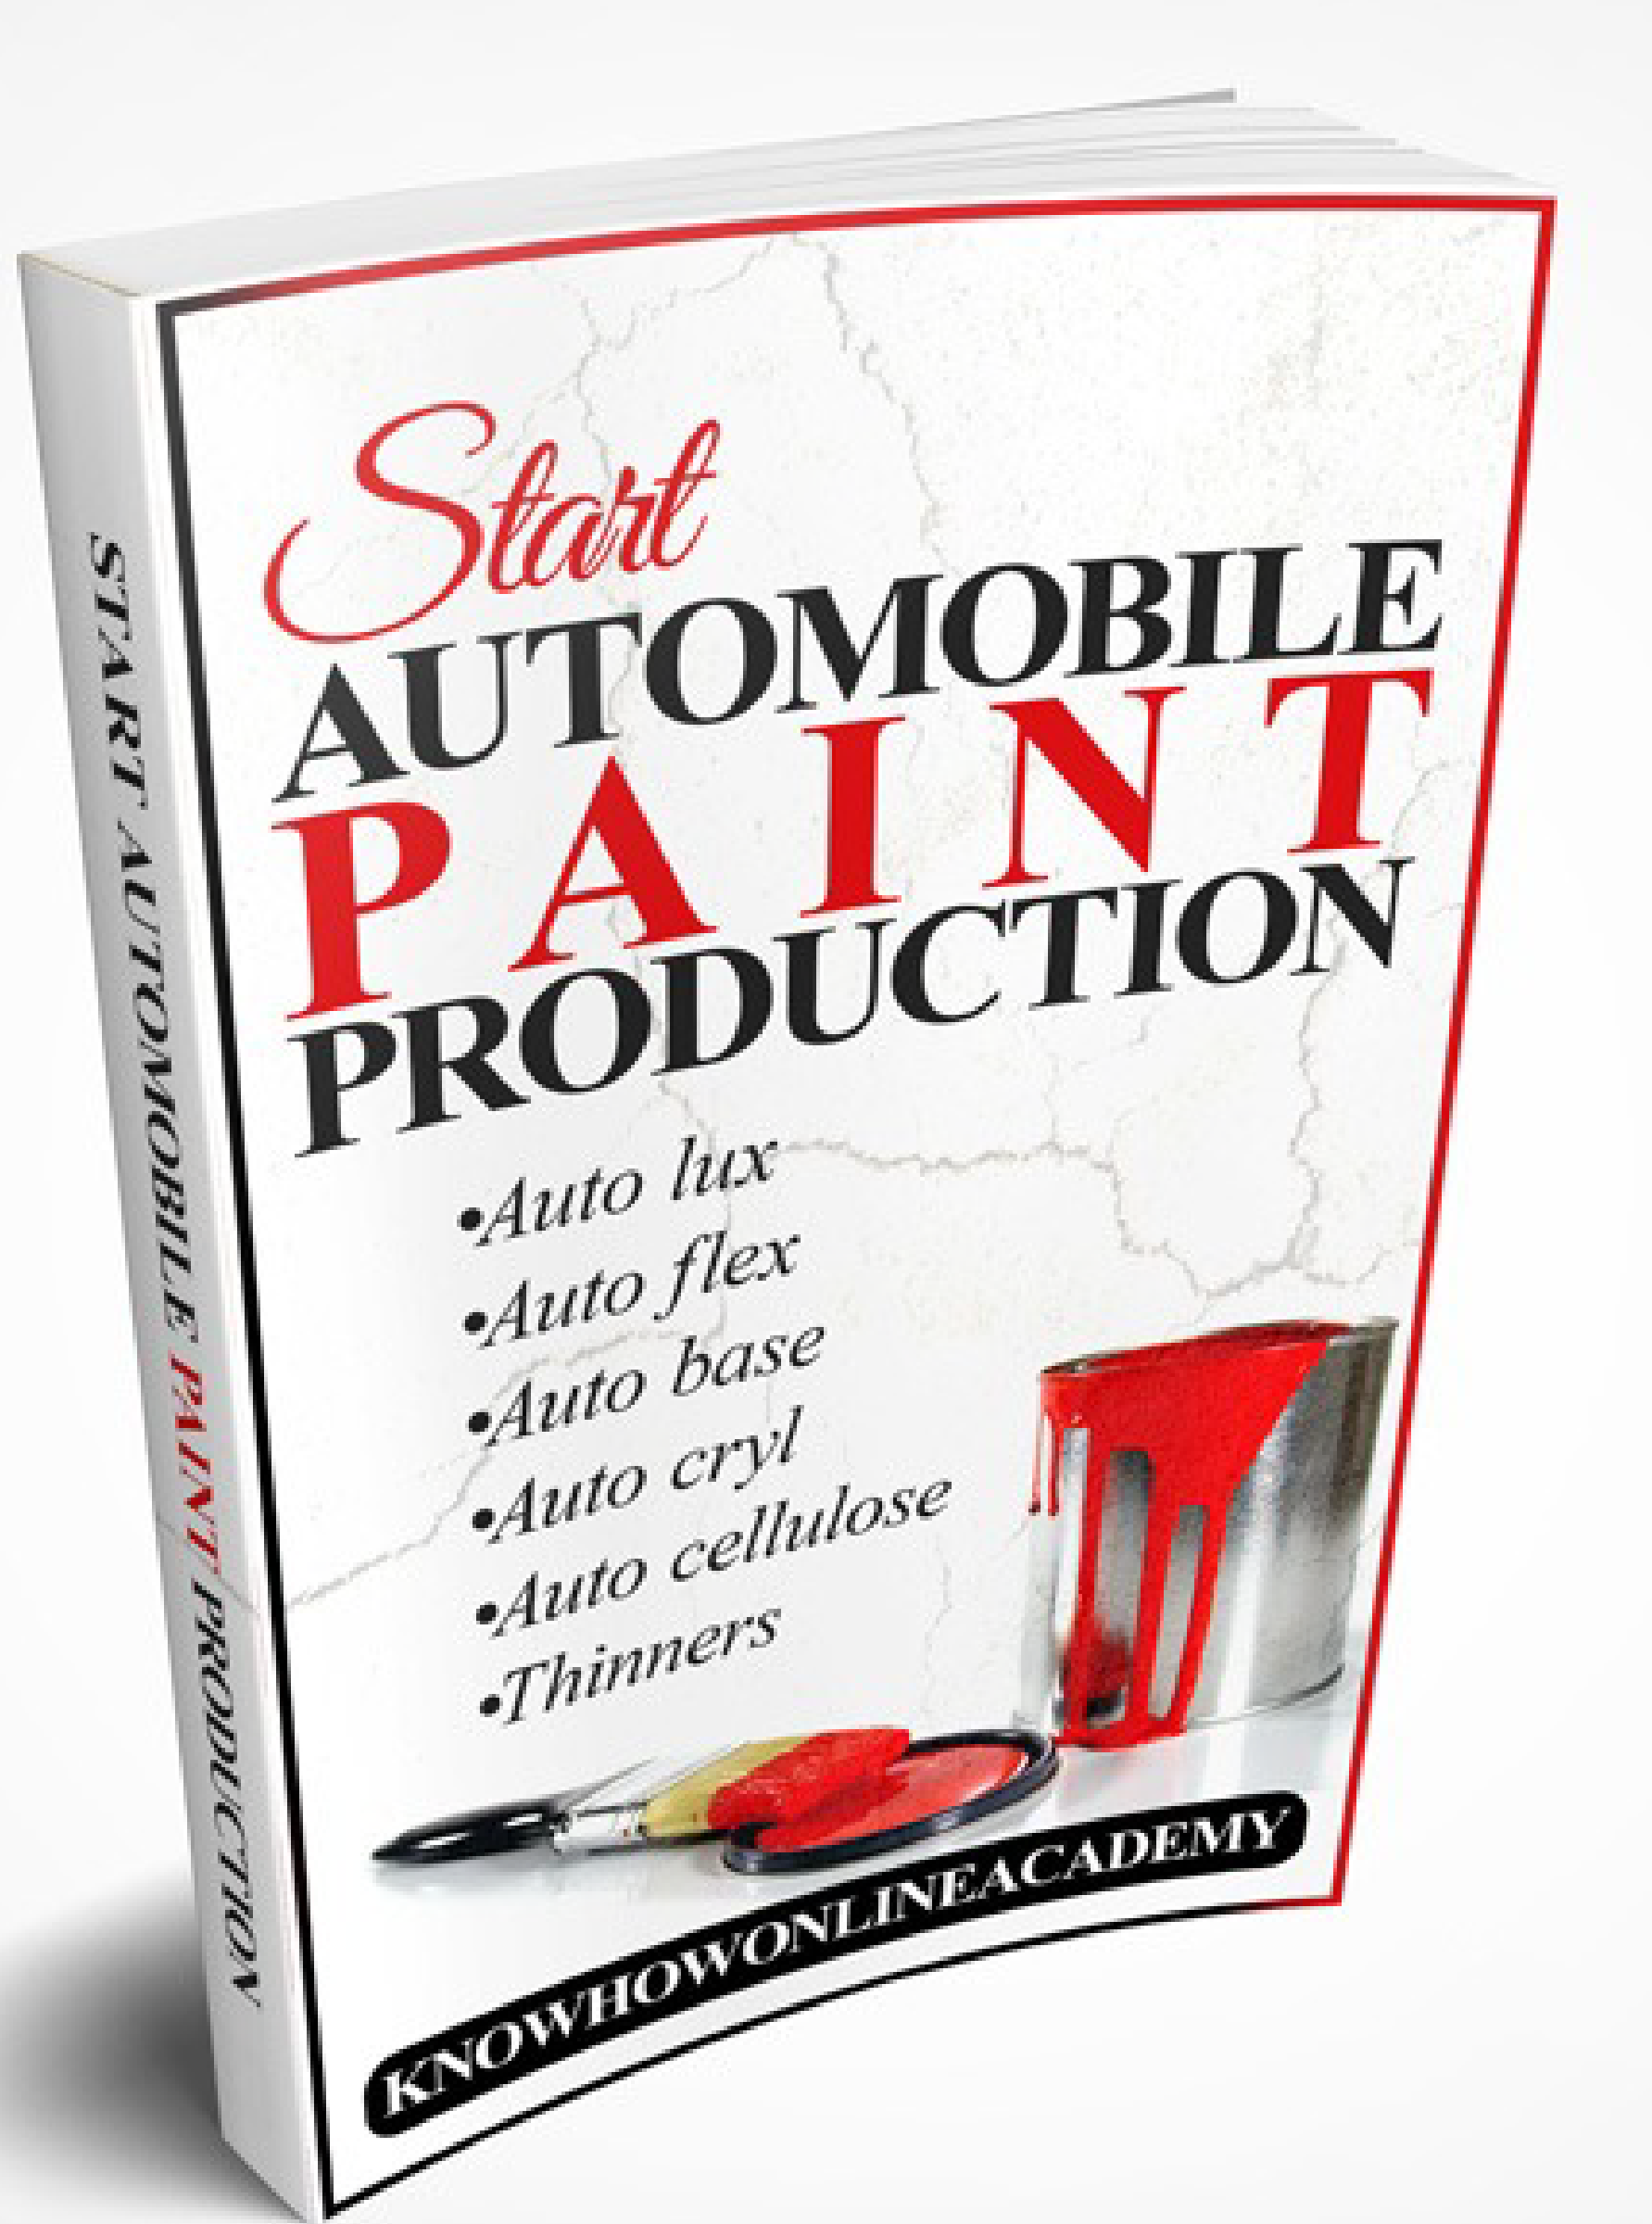 Start
AUTOMOBILE
PAINT
PRODUCTION
•Auto lux
•Auto flex
•Auto base
•Auto cryl
•Auto cellulose
•Thinners
KNOWHOWONLINEACADEMY
START AUTOMOBILE PAINT PRODUCTION